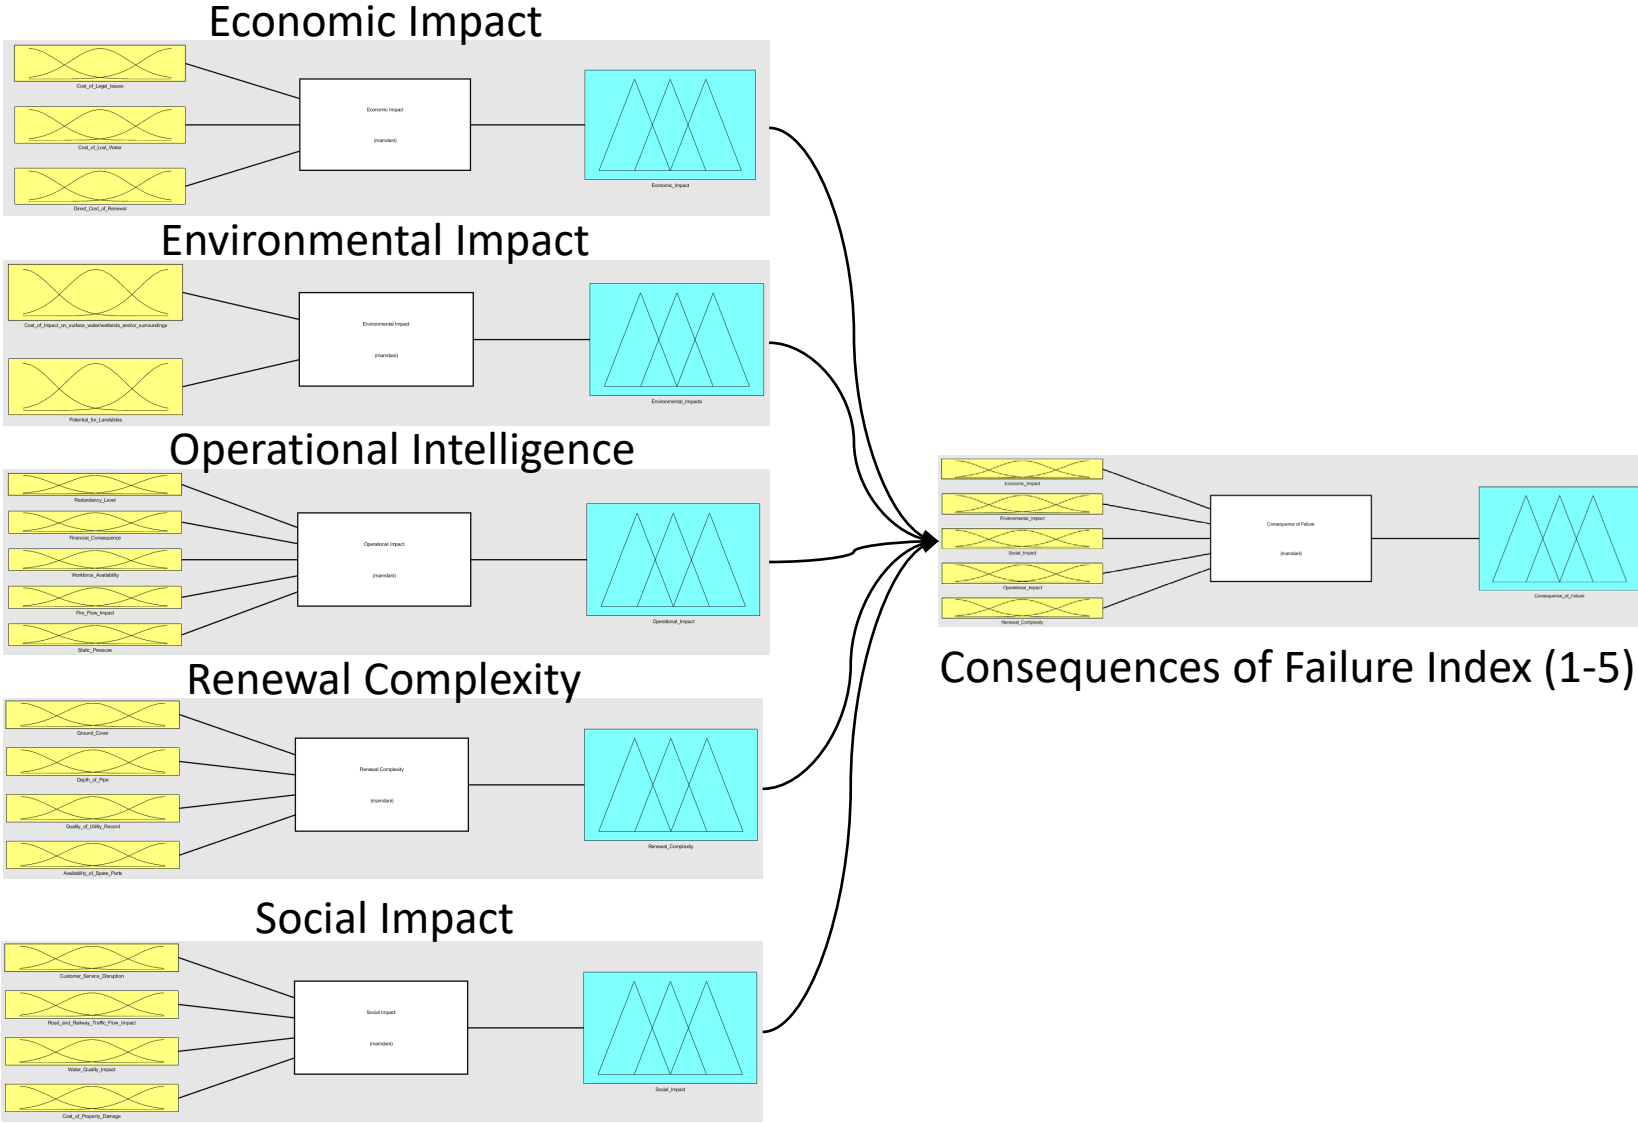 Economic Impact
Cost_of_Legal_Issues
Cost_of_Lost_Water
Direct_Cost_of_Renewal
Economic Impact
(mamdani)
Economic_Impact
Environmental Impact
Cost_of_Impact_on_surface_water/wetlands_and/or_surroundings
Potential_for_Landslides
Environmental Impact
(mamdani)
Environmental_Impacts
Operational Intelligence
Redundancy_Level
Financial_Consequence
Workforce_Availability
Fire_Flow_Impact
Static_Pressure
Operational Impact
(mamdani)
Operational_Impact
Renewal Complexity
Ground_Cover
Depth_of_Pipe
Quality_of_Utility_Record
Availability_of_Spare_Parts
Renewal Complexity
(mamdani)
Renewal_Complexity
Social Impact
Customer_Service_Disruption
Road_and_Railway_Traffic_Flow_Impact
Water_Quality_Impact
Cost_of_Property_Damage
Social Impact
(mamdani)
Social_Impact
Economic_Impact
Environmental_Impact
Social_Impact
Operational_Impact
Renewal_Complexity
Consequence of Failure
(mamdani)
Consequence_of_Failure
Consequences of Failure Index (1-5)